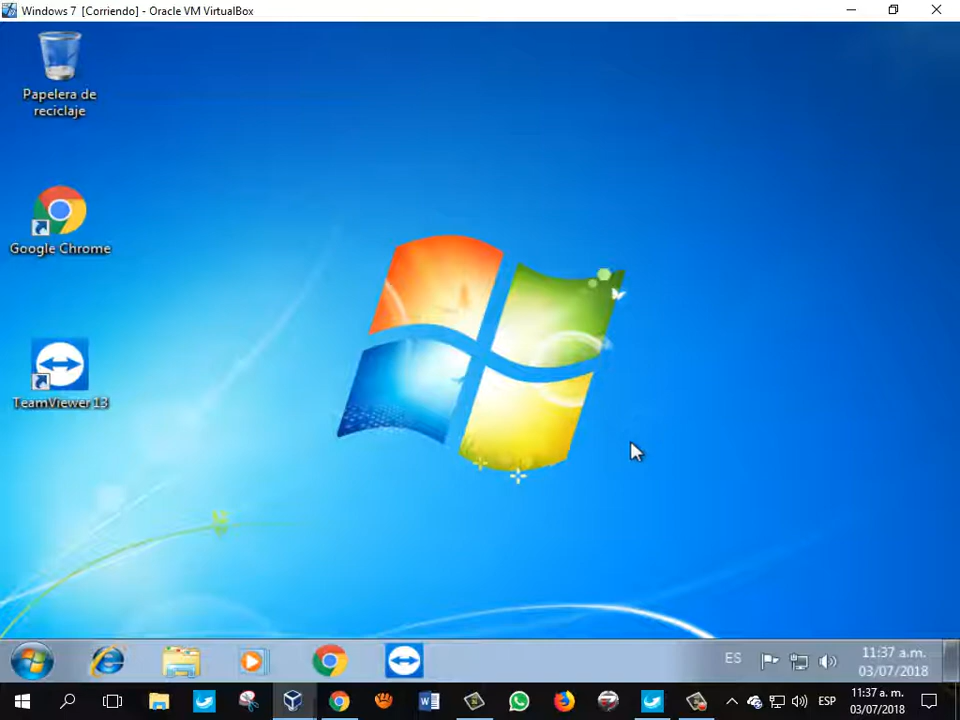 Windows 7 [Corriendo] - Oracle VM VirtualBox
Papelera de
reciclaje
Google Chrome
TeamViewer 13
ES
11:37 a.m.
03/07/2018
ESP
11:37 a. m.
03/07/2018